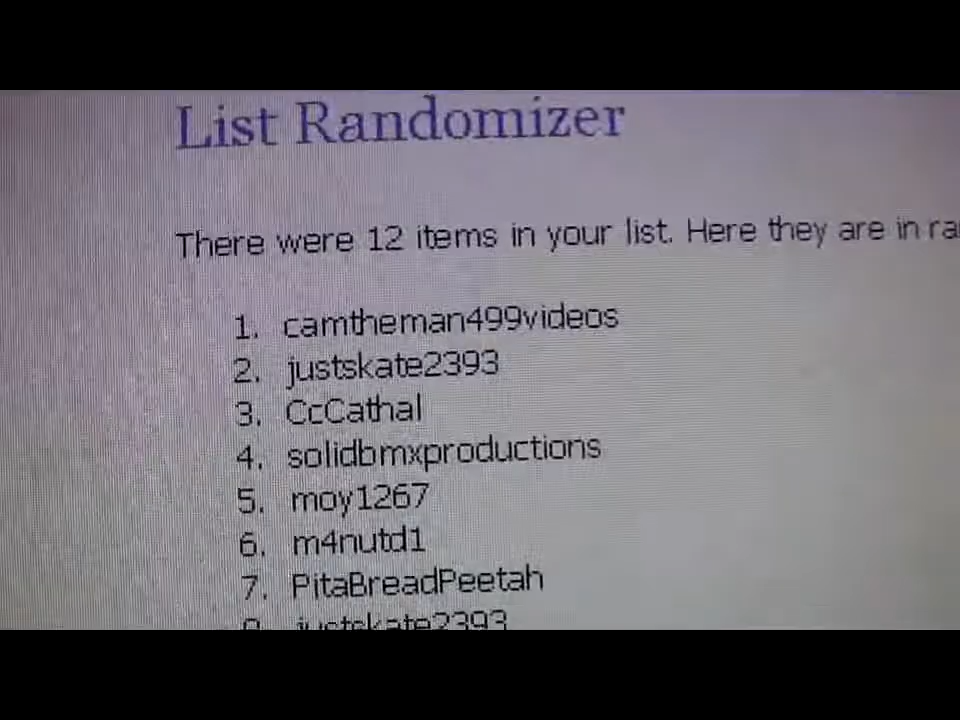 List Randomizer
There were 12 items in your list. Here they are in
1. camtheman499videos
2. justskate2393
3. CcCathal
4. solidbmxproductions
5. moy1267
6. m4nutd1
7. PitaBreadPeetah
justskate2393